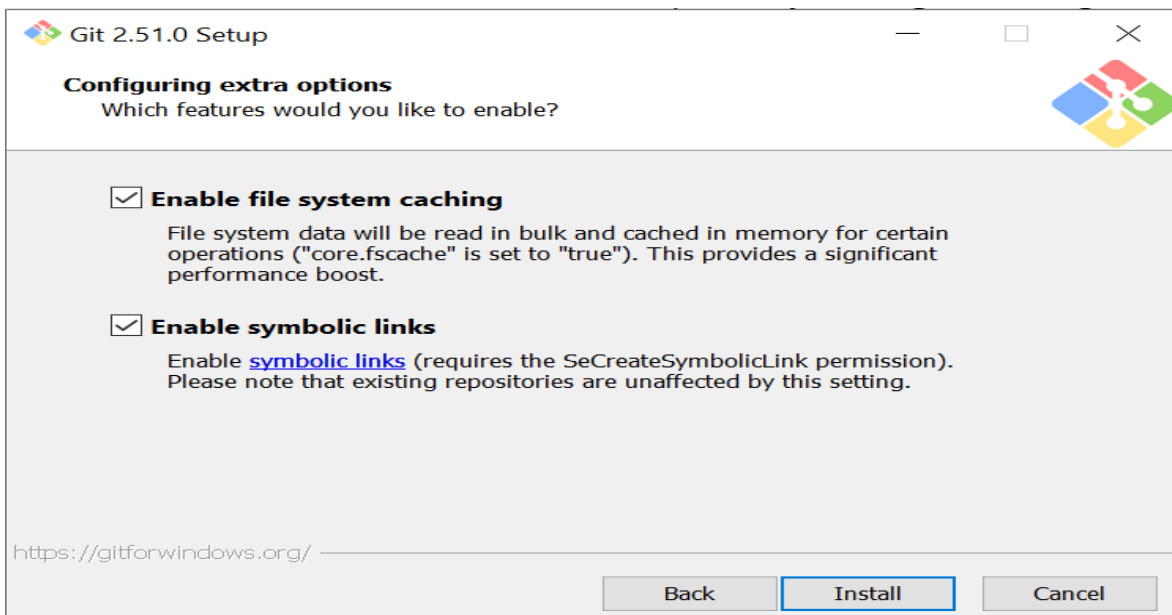 Git 2.51.0 Setup
Configuring extra options
Which features would you like to enable?
Enable file system caching
File system data will be read in bulk and cached in memory for certain
operations ("core.fscache" is set to "true"). This provides a significant
performance boost.
Enable symbolic links
Enable symbolic links (requires the SeCreateSymbolicLink permission).
Please note that existing repositories are unaffected by this setting.
https://gitforwindows.org/
Back
Install
Cancel